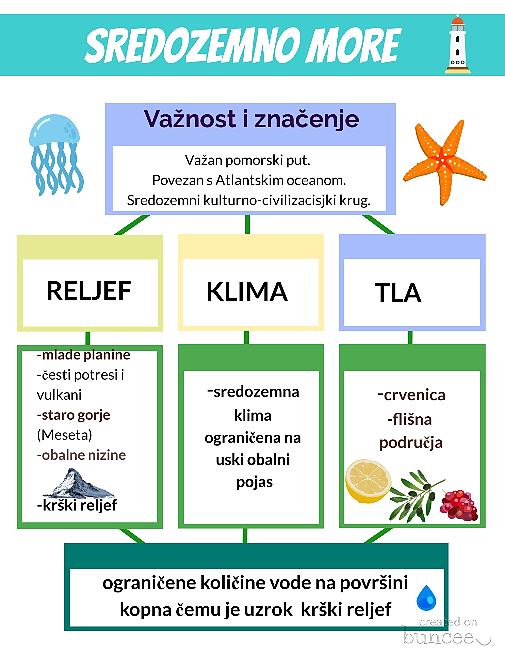 SREDOZEMNO MORE
Važnost i značenje
Važan pomorski put.
Povezan s Atlantskim oceanom.
Sredozemni kulturno-civilizacisjki krug.
RELJEF
KLIMA
TLA
-mlade planine
-česti potresi i
vulkani
-staro gorje
(Meseta)
-obalne nizine
-krški reljef
-sredozemna
klima
ograničena na
uski obalni
pojas
-crvenica
-flišna
područja
ograničene količine vode na površini
kopna čemu je uzrok krški reljef
created on
buncee